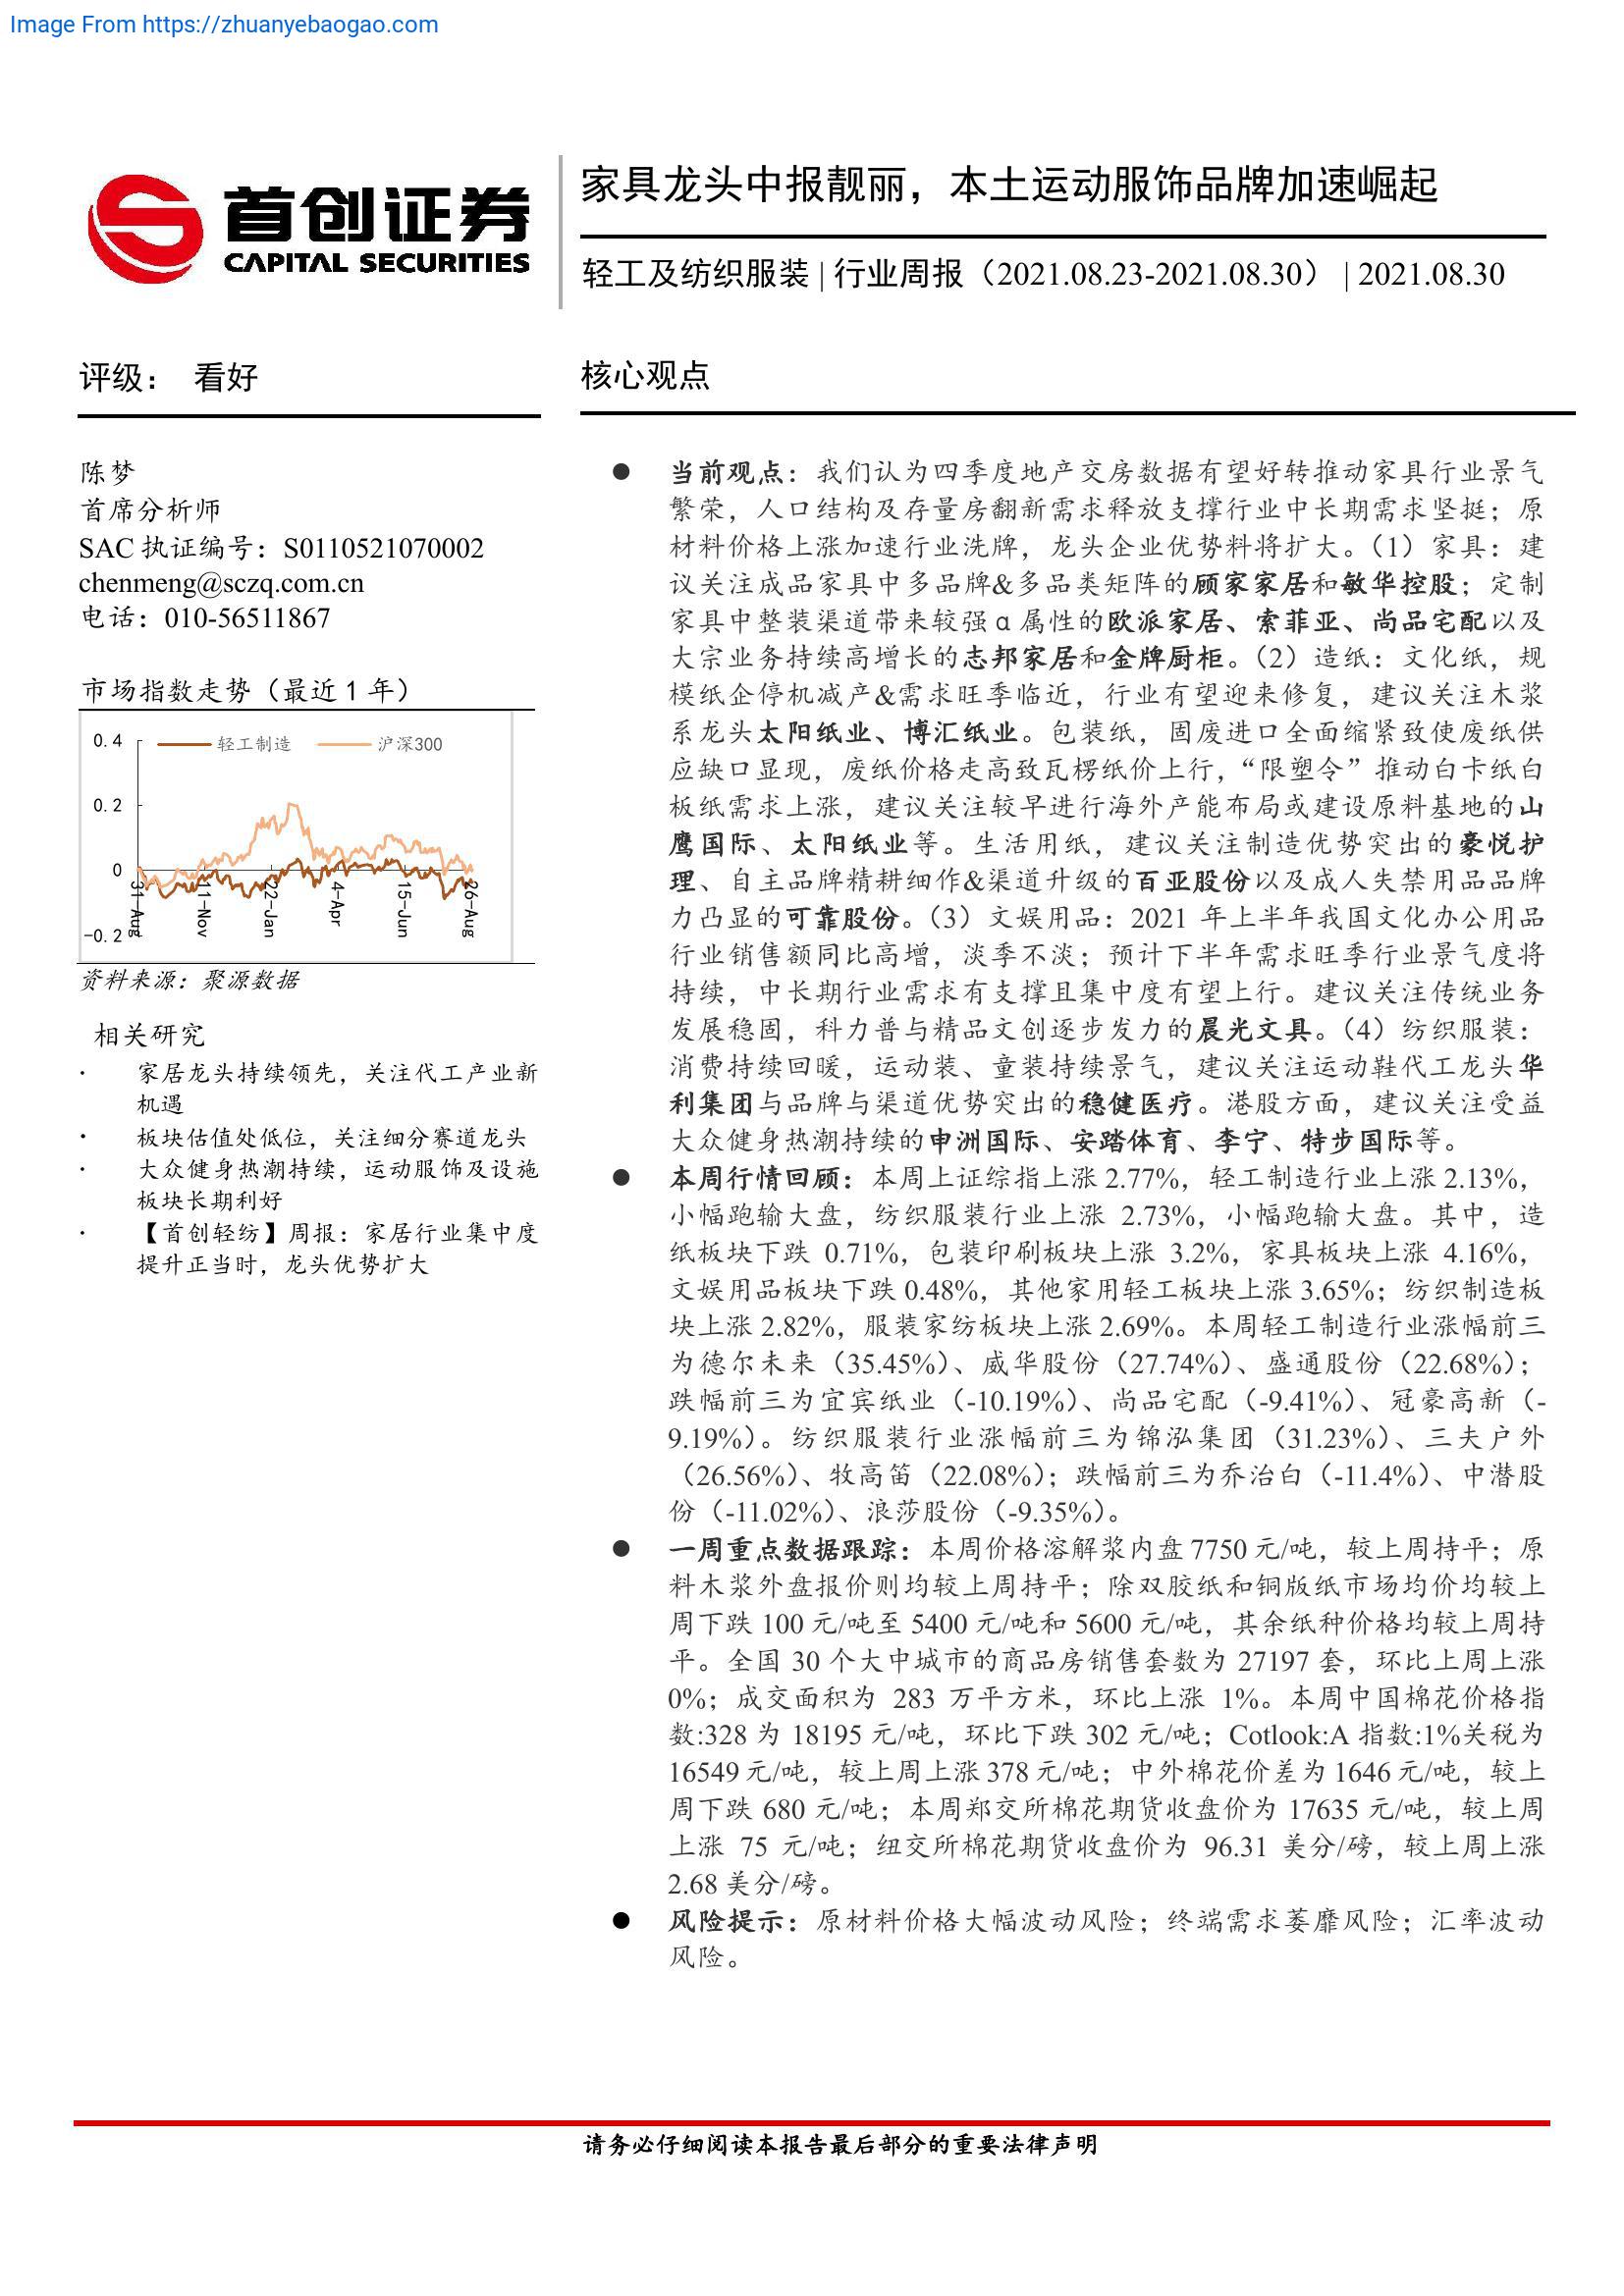 Image From https://zhuanyebaogao.com
首创证券
CAPITAL SECURITIES
家具龙头中报靓丽，本土运动服饰品牌加速崛起
轻工及纺织服装 | 行业周报（2021.08.23-2021.08.30） | 2021.08.30
评级： 看好
陈梦
首席分析师
SAC 执证编号：S0110521070002
chenmeng@sczq.com.cn
电话：010-56511867
市场指数走势（最近 1 年）
轻工制造 沪深300
0.4
0.2
0
-0.2
31-Aug 11-Nov 22-Jan 4-Apr 15-Jun 26-Aug
资料来源：聚源数据
相关研究
· 家居龙头持续领先，关注代工产业新
机遇
· 板块估值处低位，关注细分赛道龙头
· 大众健身热潮持续，运动服饰及设施
板块长期利好
· 【首创轻纺】周报：家居行业集中度
提升正当时，龙头优势扩大
核心观点
● 当前观点：我们认为四季度地产交房数据有望好转推动家具行业景气
繁荣，人口结构及存量房翻新需求释放支撑行业中长期需求坚挺；原
材料价格上涨加速行业洗牌，龙头企业优势料将扩大。（1）家具：建
议关注成品家具中多品牌&多品类矩阵的顾家家居和敏华控股；定制
家具中整装渠道带来较强 α 属性的欧派家居、索菲亚、尚品宅配以及
大宗业务持续高增长的志邦家居和金牌厨柜。（2）造纸：文化纸，规
模纸企停机减产&需求旺季临近，行业有望迎来修复，建议关注木浆
系龙头太阳纸业、博汇纸业。包装纸，固废进口全面缩紧致使废纸供
应缺口显现，废纸价格走高致瓦楞纸价上行，“限塑令”推动白卡纸白
板纸需求上涨，建议关注较早进行海外产能布局或建设原料基地的山
鹰国际、太阳纸业等。生活用纸，建议关注制造优势突出的豪悦护
理、自主品牌精耕细作&渠道升级的百亚股份以及成人失禁用品品牌
力凸显的可靠股份。（3）文娱用品：2021 年上半年我国文化办公用品
行业销售额同比高增，淡季不淡；预计下半年需求旺季行业景气度将
持续，中长期行业需求有支撑且集中度有望上行。建议关注传统业务
发展稳固，科力普与精品文创逐步发力的晨光文具。（4）纺织服装：
消费持续回暖，运动装、童装持续景气，建议关注运动鞋代工龙头华
利集团与品牌与渠道优势突出的稳健医疗。港股方面，建议关注受益
大众健身热潮持续的申洲国际、安踏体育、李宁、特步国际等。
● 本周行情回顾：本周上证综指上涨 2.77%，轻工制造行业上涨 2.13%，
小幅跑输大盘，纺织服装行业上涨 2.73%，小幅跑输大盘。其中，造
纸板块下跌 0.71%，包装印刷板块上涨 3.2%，家具板块上涨 4.16%，
文娱用品板块下跌 0.48%，其他家用轻工板块上涨 3.65%；纺织制造板
块上涨 2.82%，服装家纺板块上涨 2.69%。本周轻工制造行业涨幅前三
为德尔未来（35.45%）、威华股份（27.74%）、盛通股份（22.68%）；
跌幅前三为宜宾纸业（-10.19%）、尚品宅配（-9.41%）、冠豪高新（-
9.19%）。纺织服装行业涨幅前三为锦泓集团（31.23%）、三夫户外
（26.56%）、牧高笛（22.08%）；跌幅前三为乔治白（-11.4%）、中潜股
份（-11.02%）、浪莎股份（-9.35%）。
● 一周重点数据跟踪：本周价格溶解浆内盘 7750 元/吨，较上周持平；原
料木浆外盘报价则均较上周持平；除双胶纸和铜版纸市场均价均较上
周下跌 100 元/吨至 5400 元/吨和 5600 元/吨，其余纸种价格均较上周持
平。全国 30 个大中城市的商品房销售套数为 27197 套，环比上周上涨
0%；成交面积为 283 万平方米，环比上涨 1%。本周中国棉花价格指
数:328 为 18195 元/吨，环比下跌 302 元/吨；Cotlook:A 指数:1%关税为
16549 元/吨，较上周上涨 378 元/吨；中外棉花价差为 1646 元/吨，较上
周下跌 680 元/吨；本周郑交所棉花期货收盘价为 17635 元/吨，较上周
上涨 75 元/吨；纽交所棉花期货收盘价为 96.31 美分/磅，较上周上涨
2.68 美分/磅。
● 风险提示：原材料价格大幅波动风险；终端需求萎靡风险；汇率波动
风险。
请务必仔细阅读本报告最后部分的重要法律声明